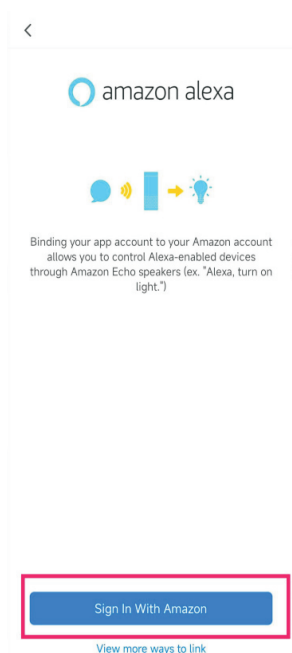 amazon alexa
Binding your app account to your Amazon account
allows you to control Alexa-enabled devices
through Amazon Echo speakers (ex. "Alexa, turn on
light.")
Sign In With Amazon
View more ways to link